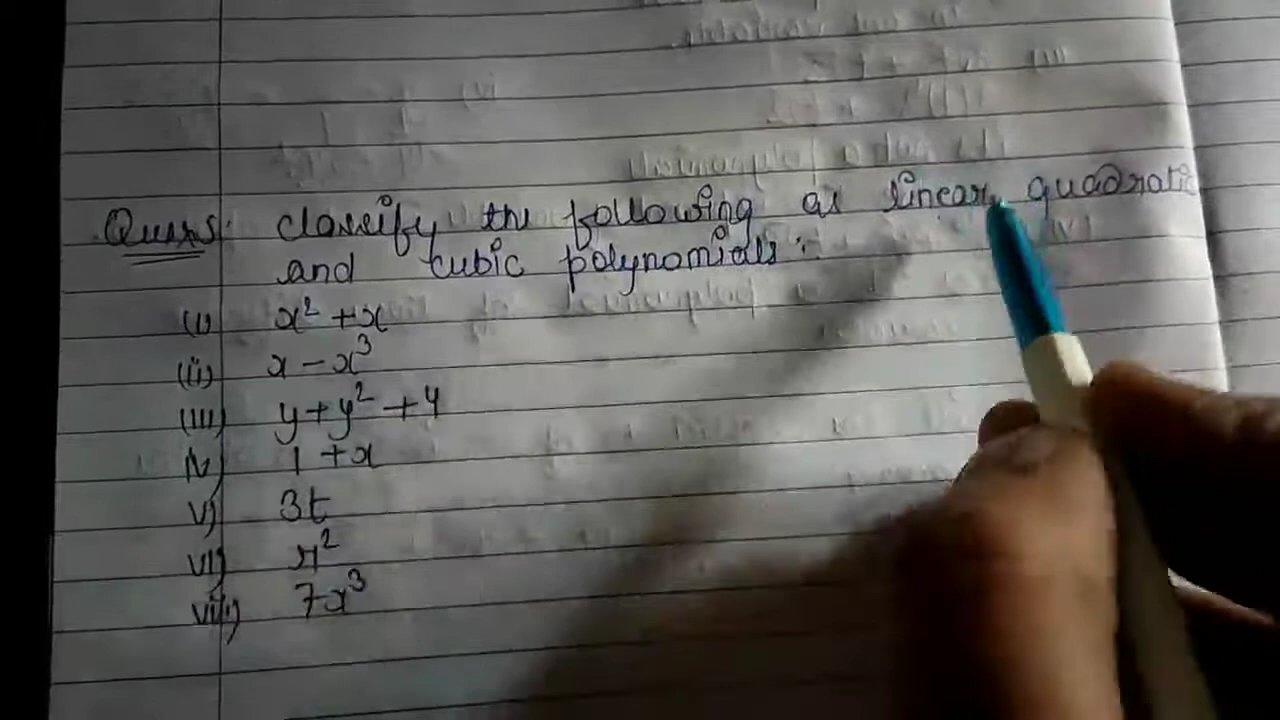 Ques: classify the following as linear, quadratic
and cubic polynomials:
(i) x² + x
(ii) x - x³
(iii) y + y² + 4
iv) 1 + x
v) 3t
vi) r²
vii) 7x³